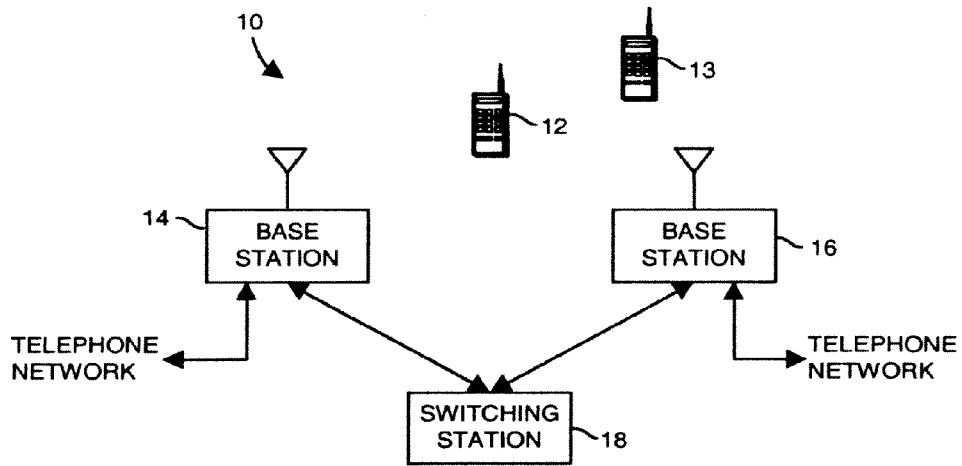 10
13
12
14
BASE
STATION
BASE
STATION
16
TELEPHONE
NETWORK
TELEPHONE
NETWORK
SWITCHING
STATION
18